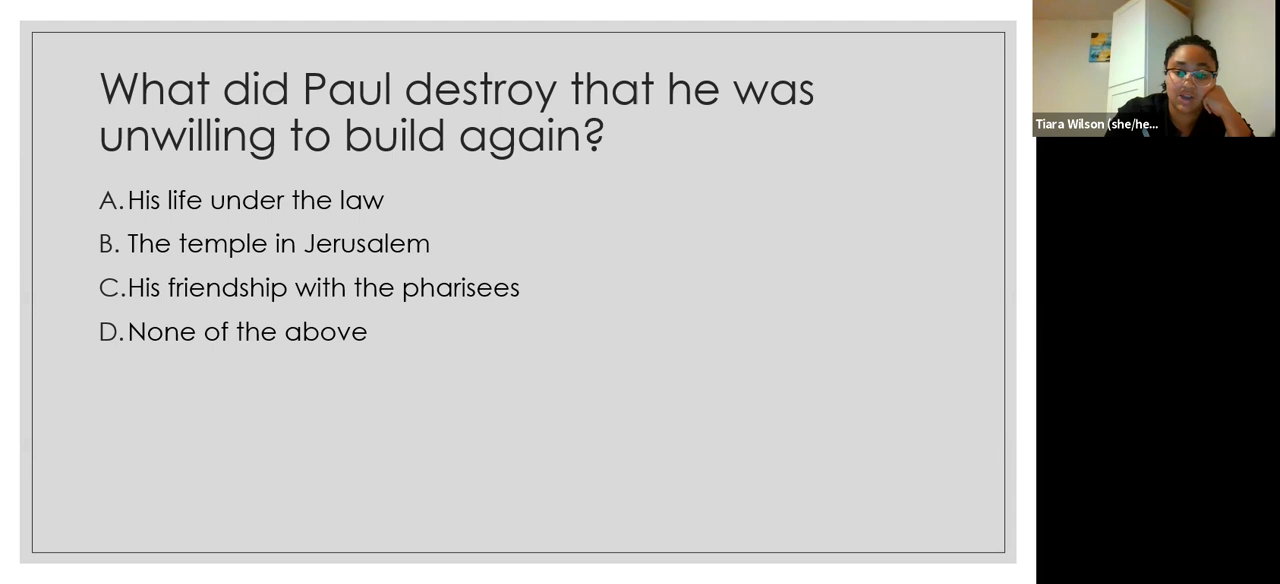 What did Paul destroy that he was
unwilling to build again?
A. His life under the law
B. The temple in Jerusalem
C. His friendship with the pharisees
D. None of the above
Tiara Wilson (she/he...